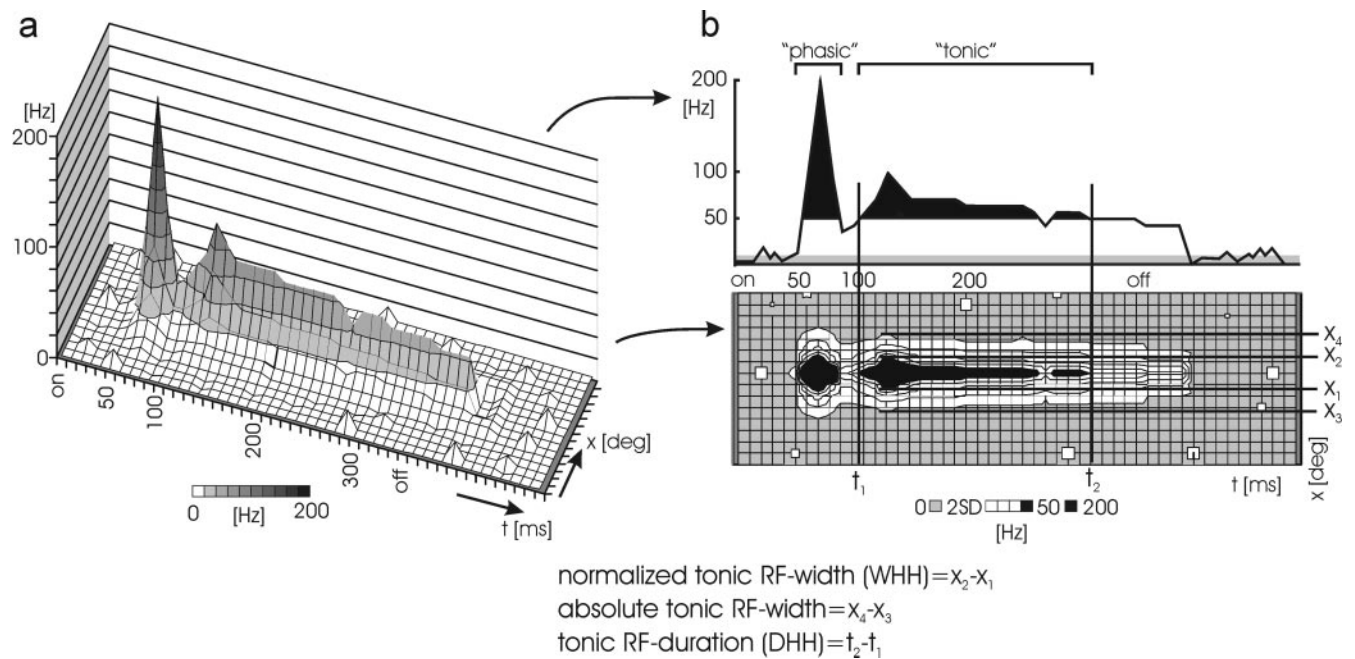 a
[Hz]
200
100
0
on
50
100
200
300
off
x [deg]
t [ms]
0
200
[Hz]
b
"phasic"
"tonic"
200
[Hz]
100
50
on
50
100
200
off
X₄
X₂
X₁
X₃
t₁
t₂
t [ms]
x [deg]
0 2SD 50 200
[Hz]
normalized tonic RF-width (WHH)=x₂-x₁
absolute tonic RF-width=x₄-x₃
tonic RF-duration (DHH)=t₂-t₁